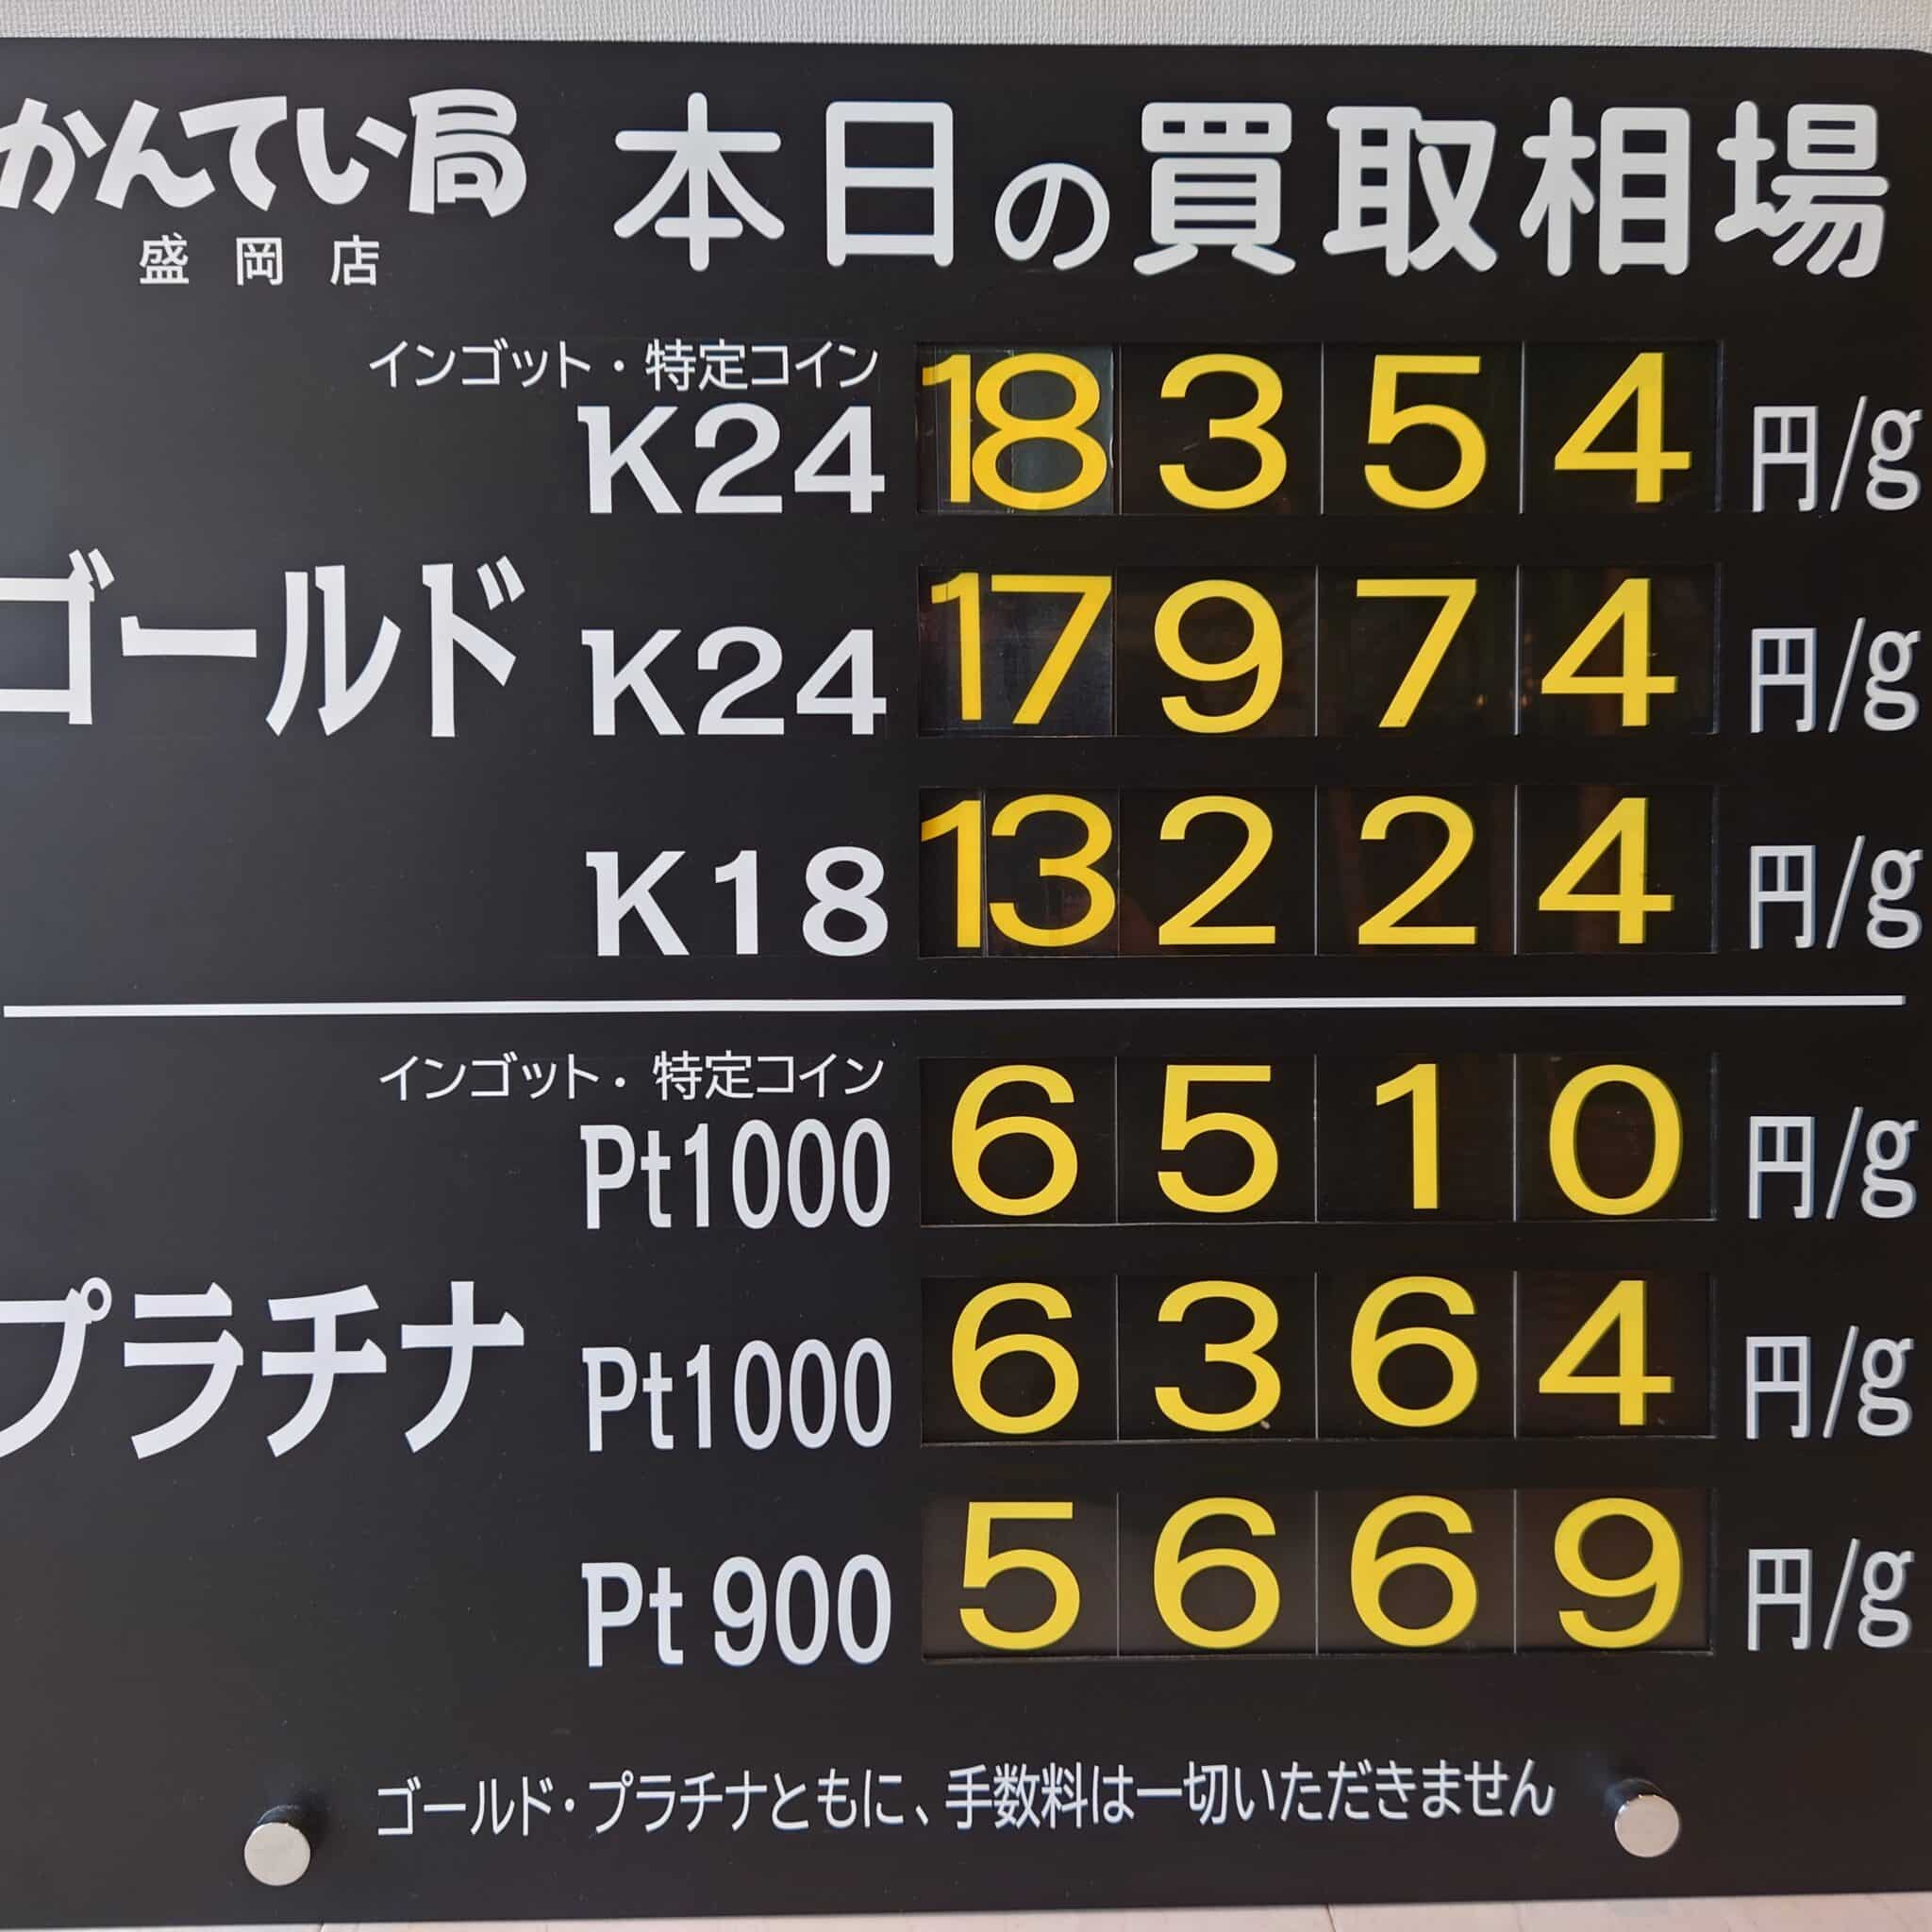 かんてい局 本日の買取相場
盛岡店
インゴット・特定コイン
K24 18354 円/g
ゴールド K24 17974 円/g
K18 13224 円/g
インゴット・特定コイン
Pt1000 6510 円/g
プラチナ Pt1000 6364 円/g
Pt 900 5669 円/g
ゴールド・プラチナともに、手数料は一切いただきません